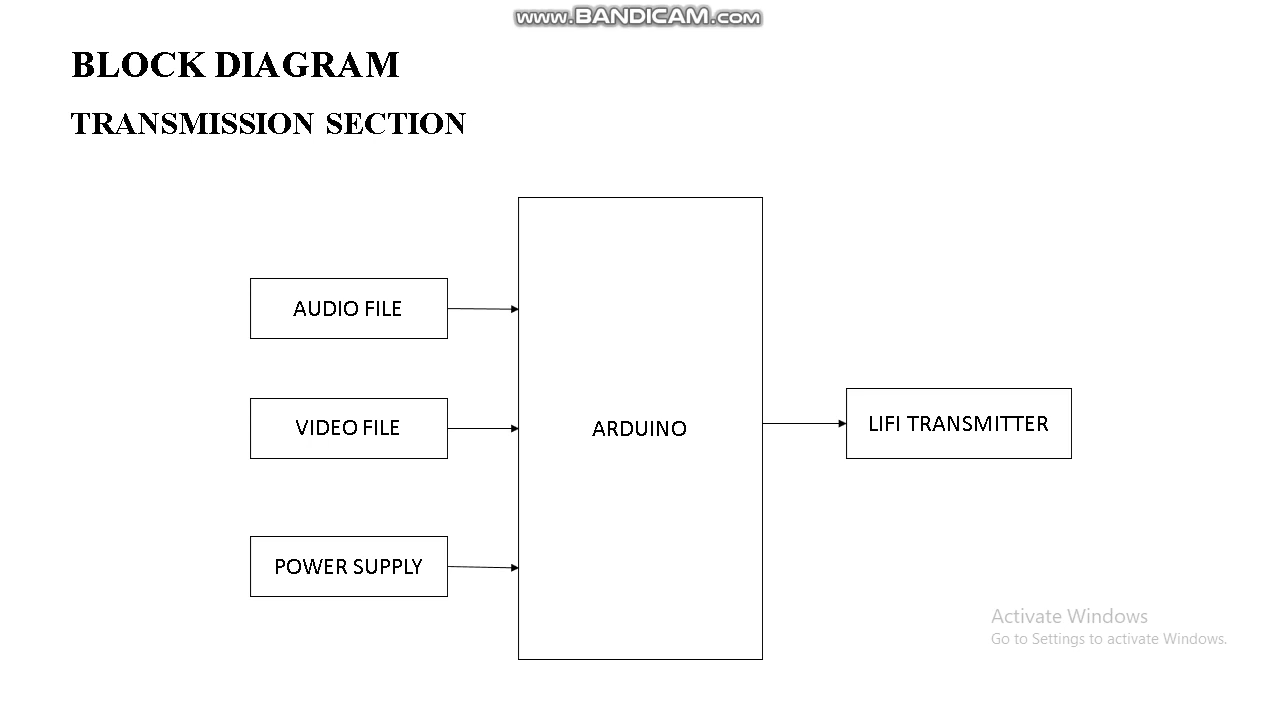 www.BANDICAM.com
BLOCK DIAGRAM
TRANSMISSION SECTION
AUDIO FILE
VIDEO FILE
ARDUINO
LIFI TRANSMITTER
POWER SUPPLY
Activate Windows
Go to Settings to activate Windows.